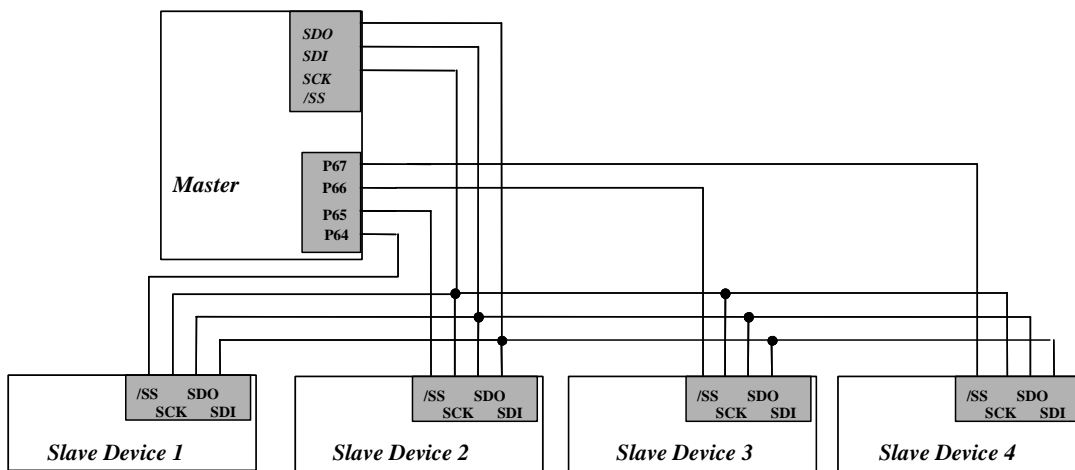 SDO
SDI
SCK
/SS
P67
Master
P66
P65
P64
/SS SDO
SCK SDI
Slave Device 1
/SS SDO
SCK SDI
Slave Device 2
/SS SDO
SCK SDI
Slave Device 3
/SS SDO
SCK SDI
Slave Device 4